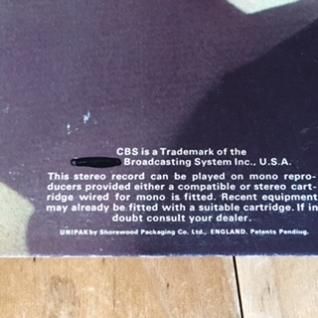 CBS is a Trademark of the
Broadcasting System Inc., U.S.A.
This stereo record can be played on mono repro-
ducers provided either a compatible or stereo cart-
ridge wired for mono is fitted. Recent equipment
may already be fitted with a suitable cartridge. If in
doubt consult your dealer.
UNIPAK by Shorewood Packaging Co. Ltd., ENGLAND. Patents Pending.